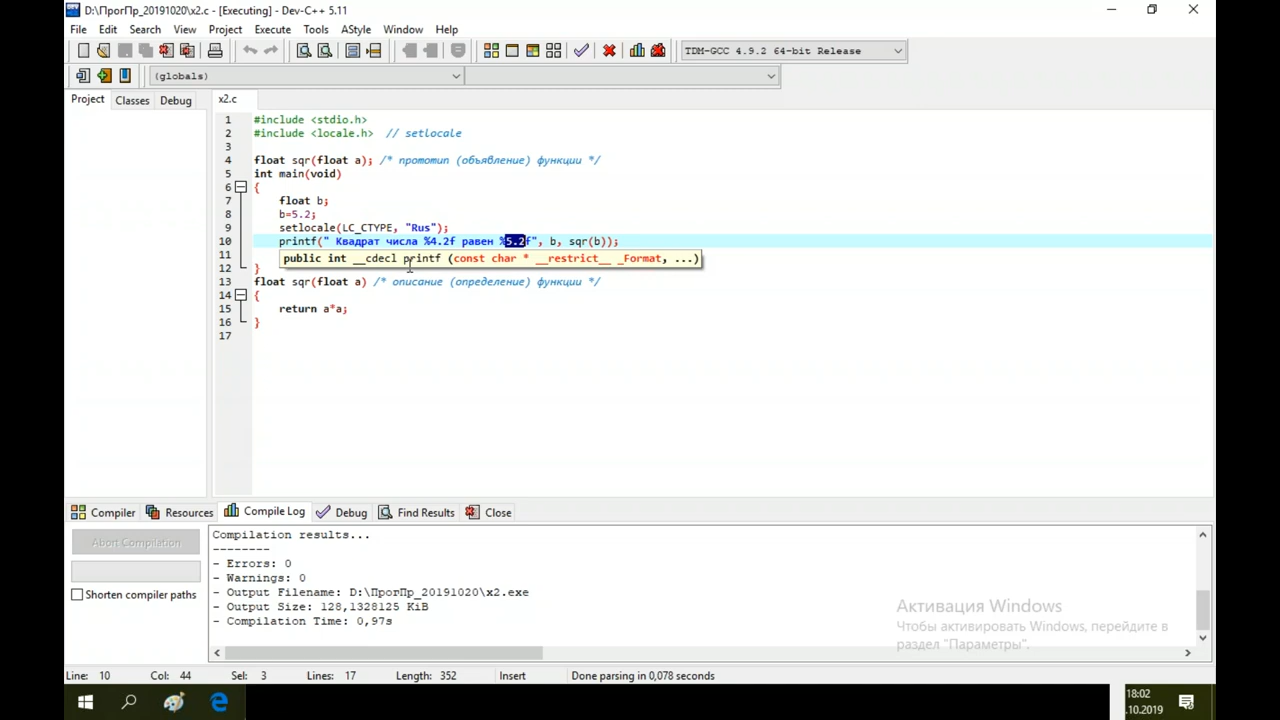 D:\ПрогПр_20191020\x2.c - [Executing] - Dev-C++ 5.11
File Edit Search View Project Execute Tools AStyle Window Help
TDM-GCC 4.9.2 64-bit Release
(globals)
Project Classes Debug x2.c
1 #include <stdio.h>
2 #include <locale.h> // setlocale
3
4 float sqr(float a); /* прототип (объявление) функции */
5 int main(void)
6 {
7 float b;
8 b=5.2;
9 setlocale(LC_CTYPE, "Rus");
10 printf(" Квадрат числа %4.2f равен %5.2f", b, sqr(b));
11 public int __cdecl printf (const char * __restrict__ _Format, ...)
12 }
13 float sqr(float a) /* описание (определение) функции */
14 {
15 return a*a;
16 }
17
Compiler Resources Compile Log Debug Find Results Close
Abort Compilation
Shorten compiler paths
Compilation results...
--------
- Errors: 0
- Warnings: 0
- Output Filename: D:\ПрогПр_20191020\x2.exe
- Output Size: 128,1328125 KiB
- Compilation Time: 0,97s
Активация Windows
Чтобы активировать Windows, перейдите в
раздел "Параметры".
Line: 10 Col: 44 Sel: 3 Lines: 17 Length: 352 Insert Done parsing in 0,078 seconds
18:02
.10.2019